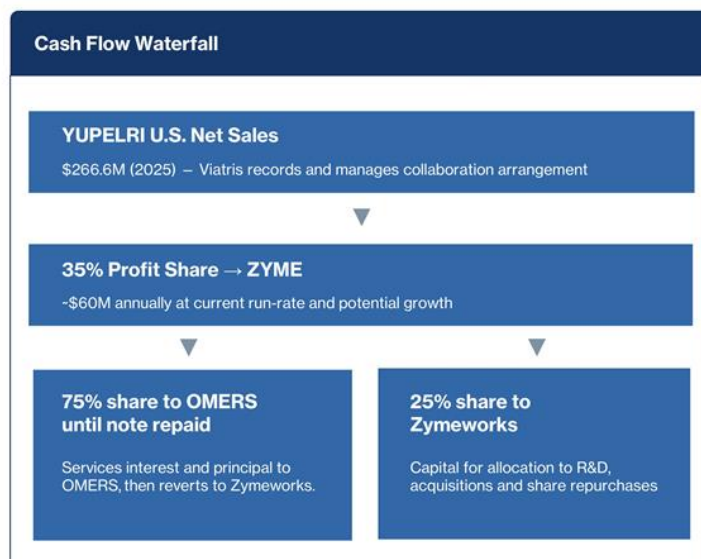 Cash Flow Waterfall
YUPELRI U.S. Net Sales
$266.6M (2025) — Viatris records and manages collaboration arrangement
35% Profit Share → ZYME
~$60M annually at current run-rate and potential growth
75% share to OMERS
until note repaid
Services interest and principal to
OMERS, then reverts to Zymeworks.
25% share to
Zymeworks
Capital for allocation to R&D,
acquisitions and share repurchases